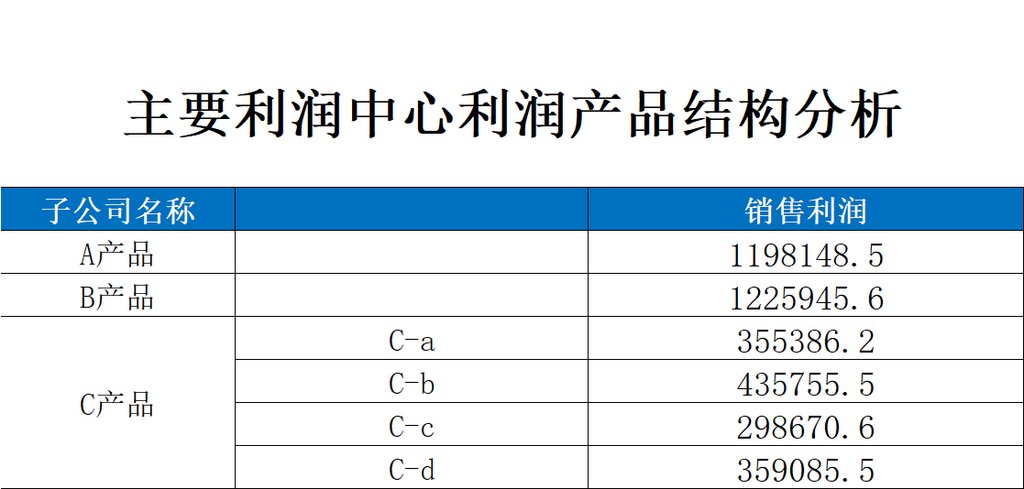 主要利润中心利润产品结构分析
子公司名称 销售利润
A产品 1198148.5
B产品 1225945.6
C产品 C-a 355386.2
C-b 435755.5
C-c 298670.6
C-d 359085.5